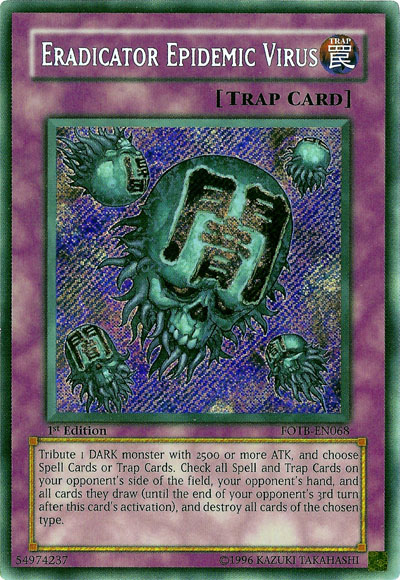 ERADICATOR EPIDEMIC VIRUS
TRAP
罠
[TRAP CARD]
闇
闇
1st Edition
FOTB-EN068
Tribute 1 DARK monster with 2500 or more ATK, and choose
Spell Cards or Trap Cards. Check all Spell and Trap Cards on
your opponent's side of the field, your opponent's hand, and
all cards they draw (until the end of your opponent's 3rd turn
after this card's activation), and destroy all cards of the chosen
type.
54974237
©1996 KAZUKI TAKAHASHI